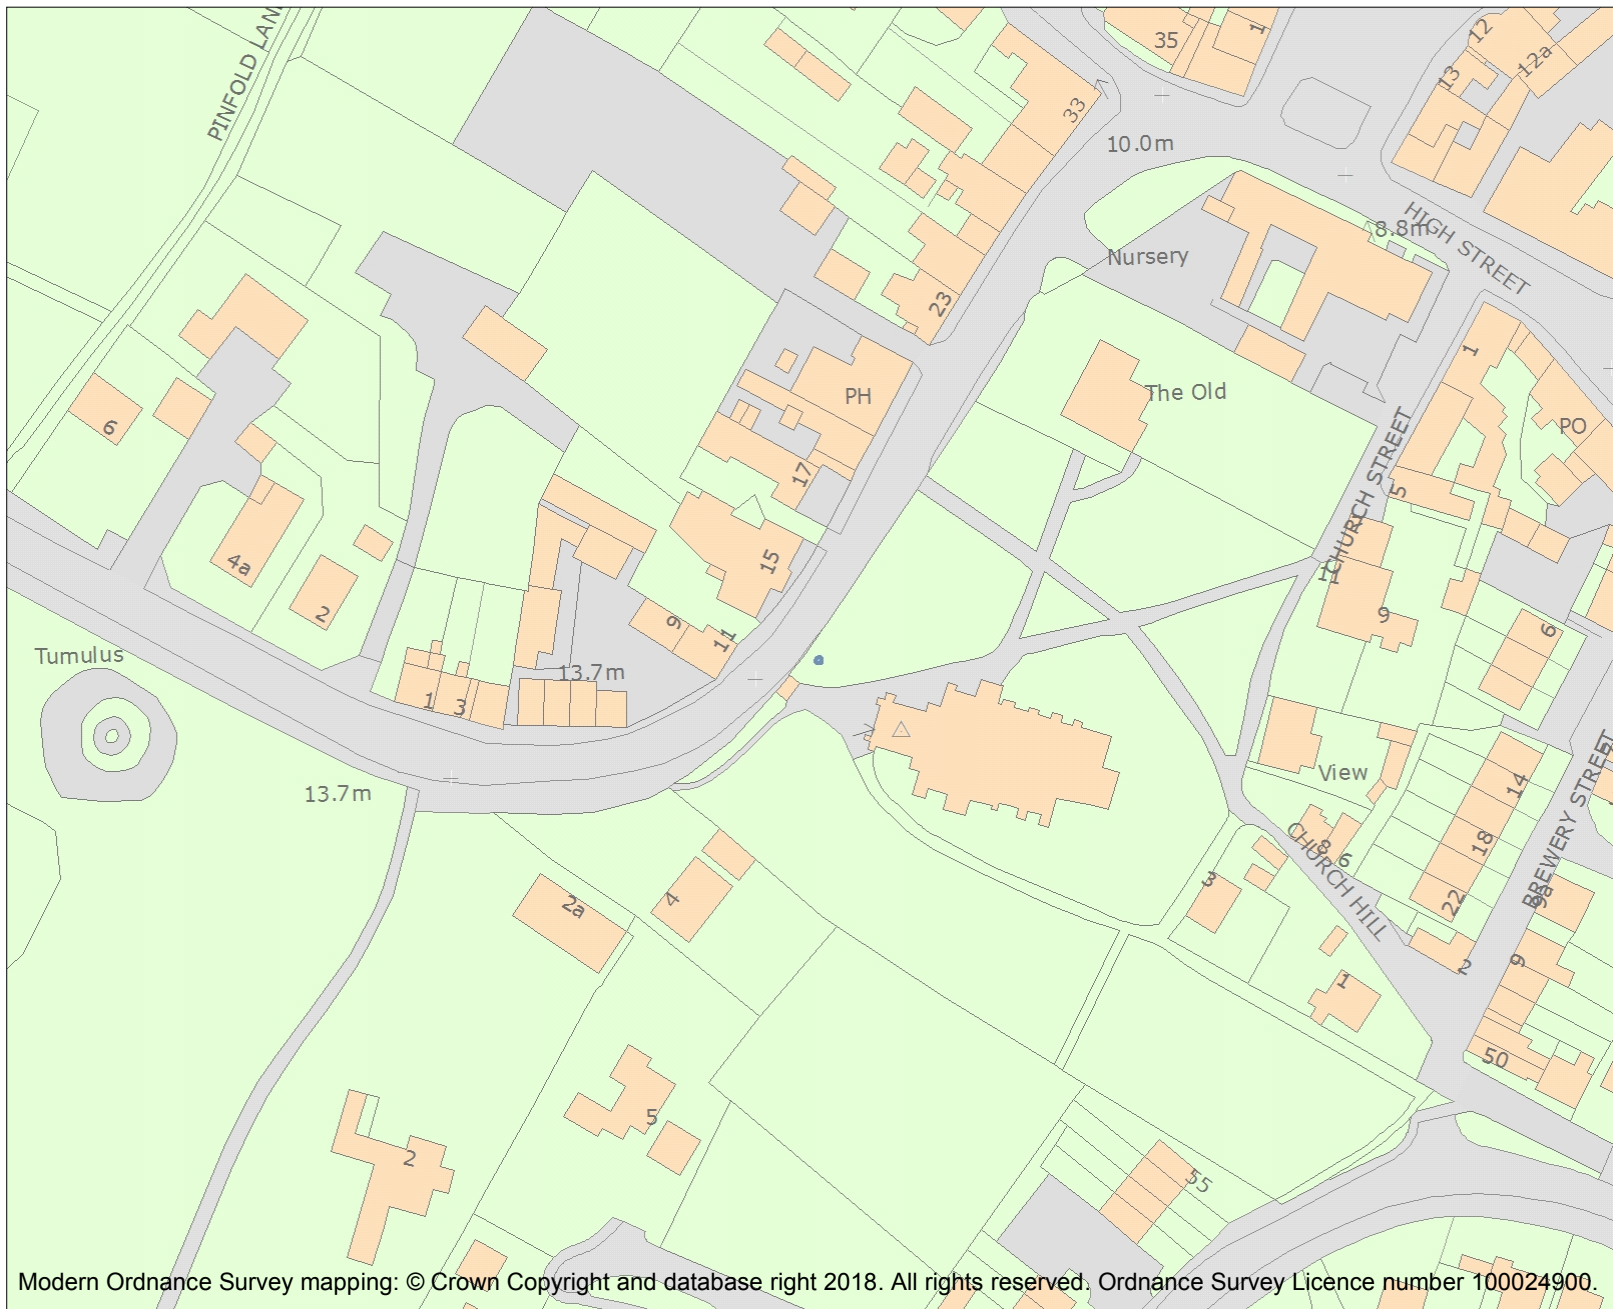 PINFOLD LAN
35
1
12
12a
13
33
10.0m
HIGH STREET
8.8m
Nursery
23
1
PH
The Old
PO
6
17
5
CHURCH STREET
15
4a
2
11
9
9
11
6
Tumulus
13.7m
1
3
View
13.7m
14
BREWERY STREET
18
8
6
CHURCH HILL
22
9a
3
4
2a
2
9
1
50
5
2
55
Modern Ordnance Survey mapping: © Crown Copyright and database right 2018. All rights reserved. Ordnance Survey Licence number 100024900.